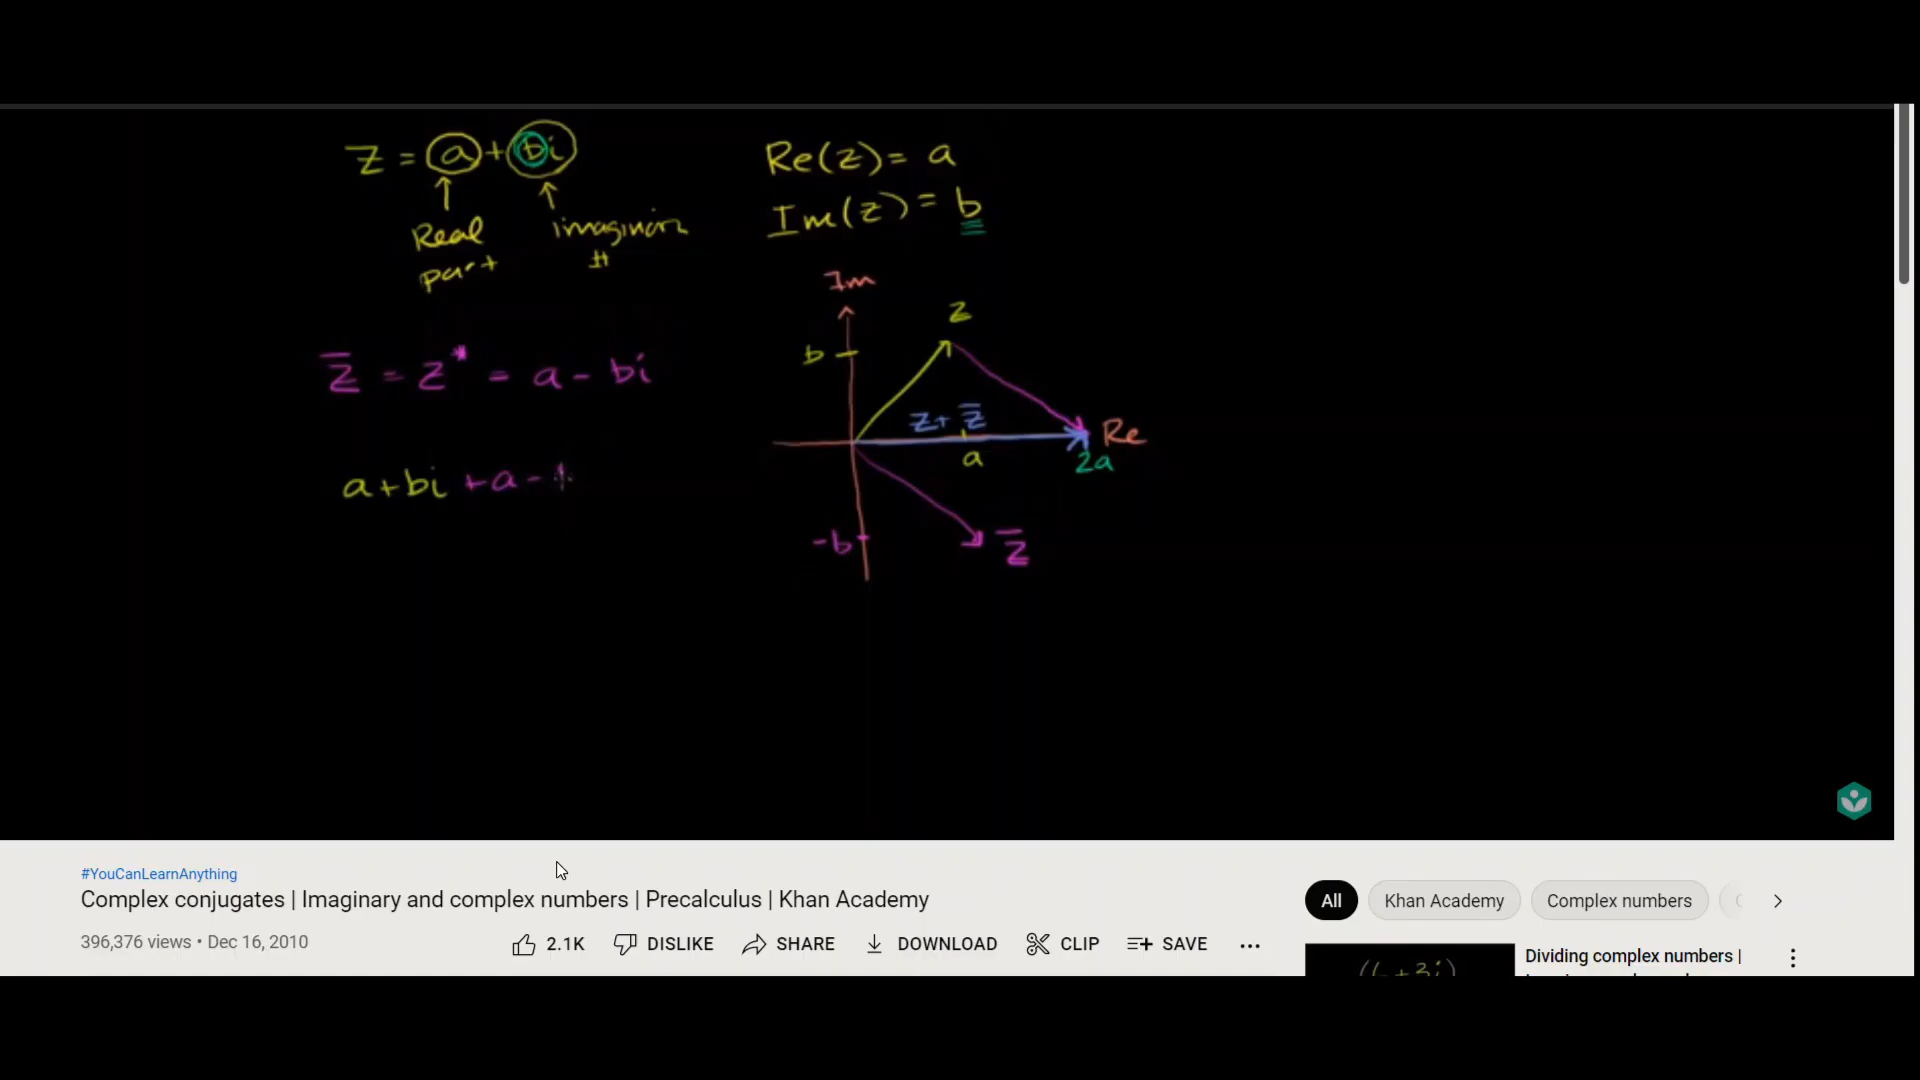 z = a + bi
Real
part
imaginary
#
Re(z) = a
Im(z) = b
Im
z
b
z̅ = z* = a - bi
z + z̅
Re
a
2a
a + bi + a -
-b
z̅
#YouCanLearnAnything
Complex conjugates | Imaginary and complex numbers | Precalculus | Khan Academy
396,376 views • Dec 16, 2010
2.1K
DISLIKE
SHARE
DOWNLOAD
CLIP
SAVE
All
Khan Academy
Complex numbers
Dividing complex numbers |